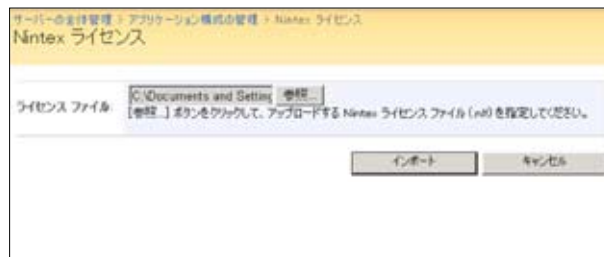 サーバーの全体管理 > アプリケーション構成の管理 > Nintex ライセンス
Nintex ライセンス
ライセンス ファイル
C:\Documents and Setting 参照...
[参照...] ボタンをクリックして、アップロードする Nintex ライセンス ファイル (.nlf) を指定してください。
インポート キャンセル